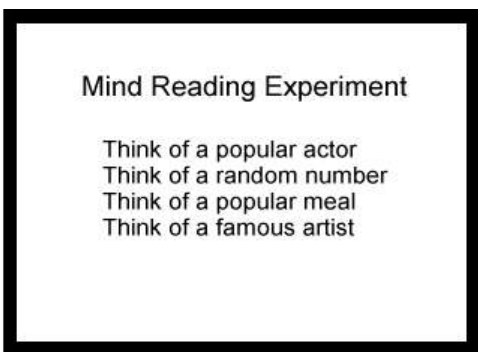 Mind Reading Experiment
Think of a popular actor
Think of a random number
Think of a popular meal
Think of a famous artist